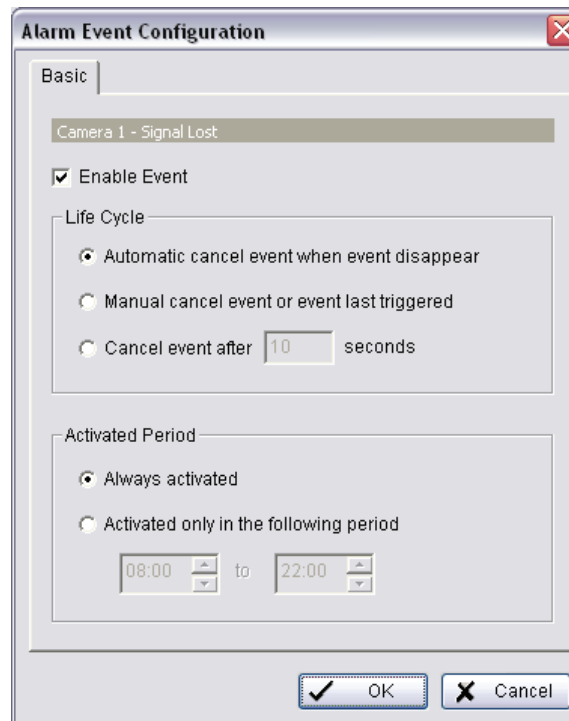 Alarm Event Configuration
Basic
Camera 1 - Signal Lost
Enable Event
Life Cycle
Automatic cancel event when event disappear
Manual cancel event or event last triggered
Cancel event after 10 seconds
Activated Period
Always activated
Activated only in the following period
08:00 to 22:00
OK Cancel